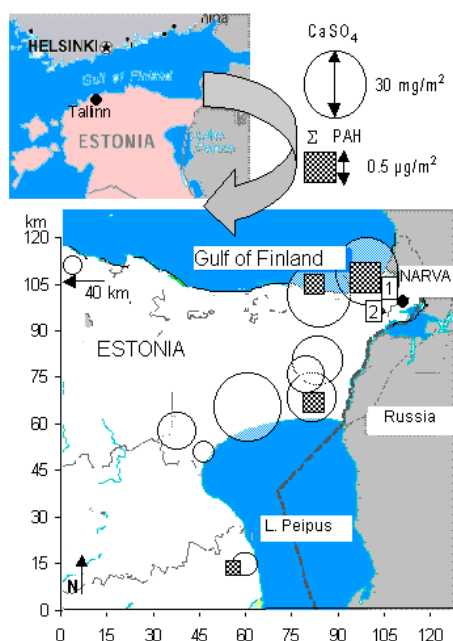 HELSINKI
Gulf of Finland
Tallinn
ESTONIA
Lake
Peipus
CaSO₄
30 mg/m²
Σ PAH
0.5 µg/m²
km
120
105
90
75
60
45
30
15
0
Gulf of Finland
NARVA
1
2
40 km
ESTONIA
Russia
L. Peipus
N
0 15 30 45 60 75 90 105 120